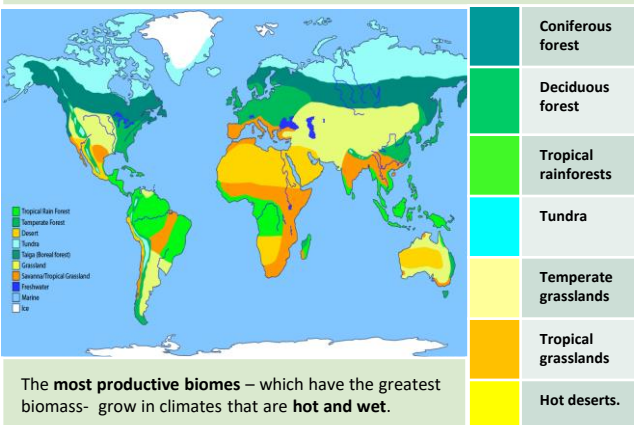 Tropical Rain Forest
Temperate Forest
Desert
Tundra
Taiga (Boreal forest)
Grassland
Savanna/Tropical Grassland
Freshwater
Marine
Ice
Coniferous
forest
Deciduous
forest
Tropical
rainforests
Tundra
Temperate
grasslands
Tropical
grasslands
Hot deserts.
The most productive biomes – which have the greatest
biomass- grow in climates that are hot and wet.